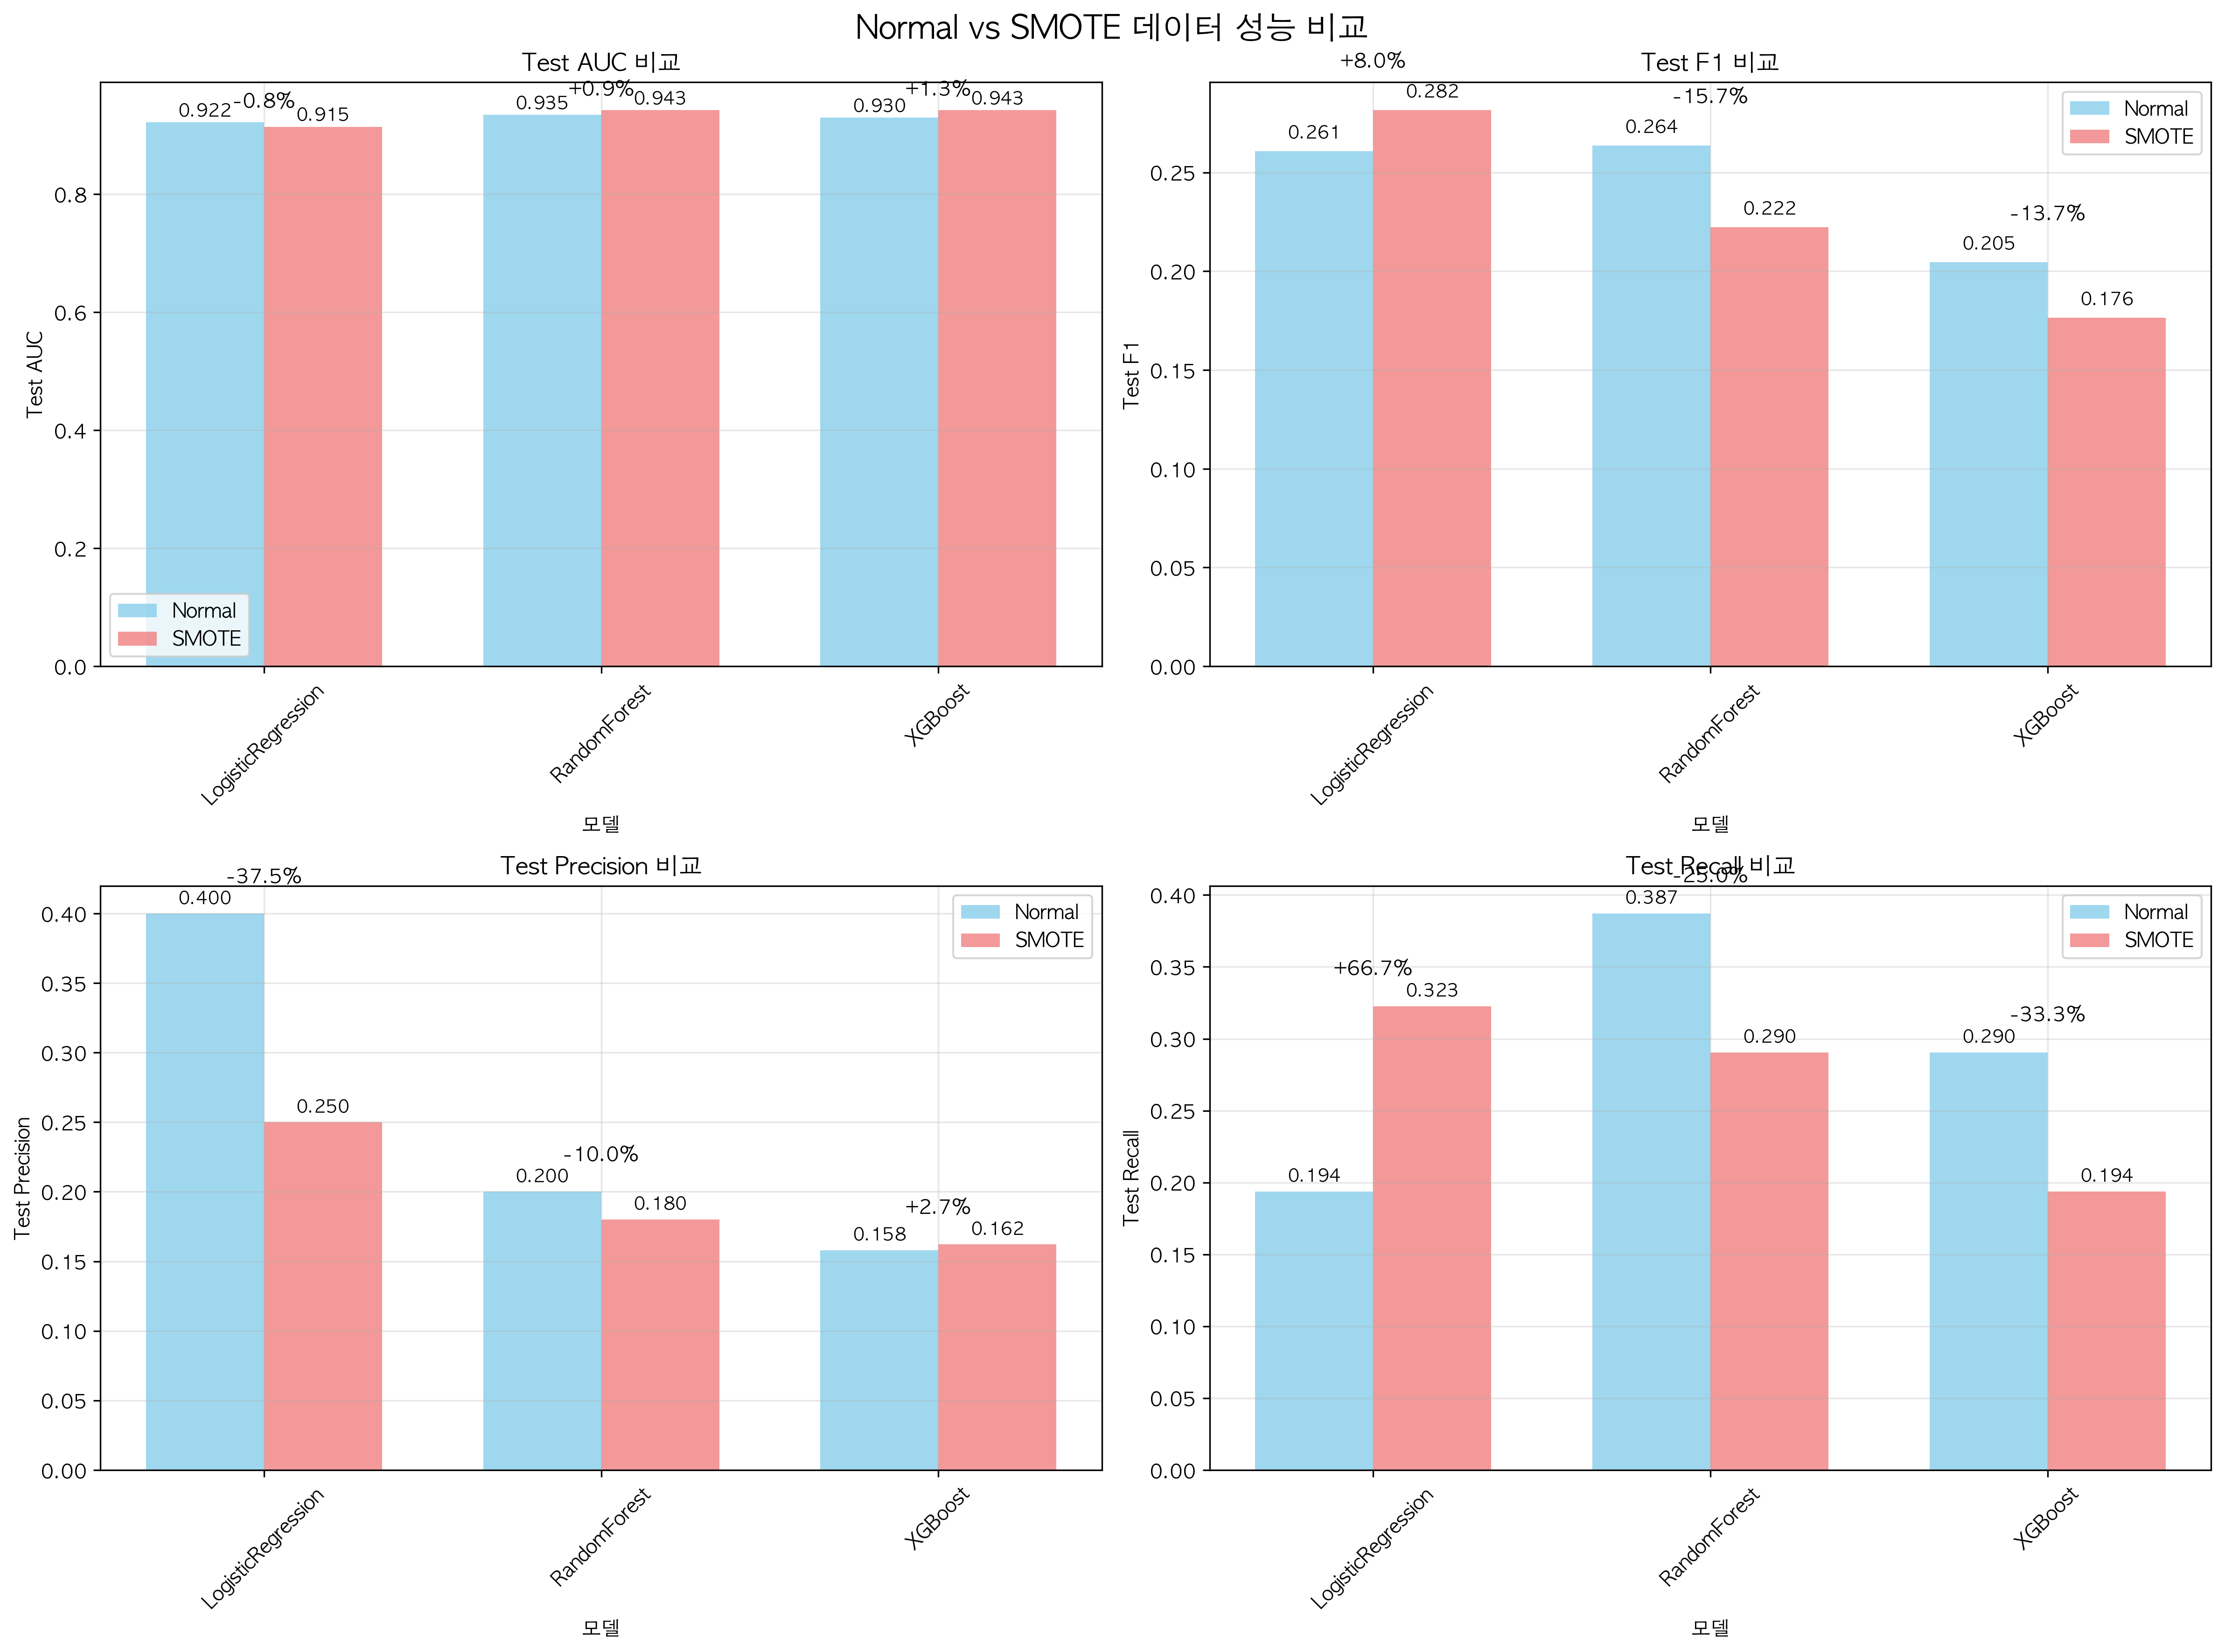 Normal vs SMOTE 데이터 성능 비교
Test AUC 비교
0.922
-0.8%
0.915
0.935
+0.9%
0.943
0.930
+1.3%
0.943
Test AUC
0.8
0.6
0.4
0.2
0.0
Normal
SMOTE
LogisticRegression
RandomForest
XGBoost
모델
Test F1 비교
+8.0%
0.261
0.282
-15.7%
0.264
0.222
-13.7%
0.205
0.176
Test F1
0.25
0.20
0.15
0.10
0.05
0.00
Normal
SMOTE
LogisticRegression
RandomForest
XGBoost
모델
Test Precision 비교
-37.5%
0.400
0.250
-10.0%
0.200
0.180
+2.7%
0.158
0.162
Test Precision
0.40
0.35
0.30
0.25
0.20
0.15
0.10
0.05
0.00
Normal
SMOTE
LogisticRegression
RandomForest
XGBoost
모델
Test Recall 비교
-25.0%
0.387
0.290
+66.7%
0.194
0.323
-33.3%
0.290
0.194
Test Recall
0.40
0.35
0.30
0.25
0.20
0.15
0.10
0.05
0.00
Normal
SMOTE
LogisticRegression
RandomForest
XGBoost
모델